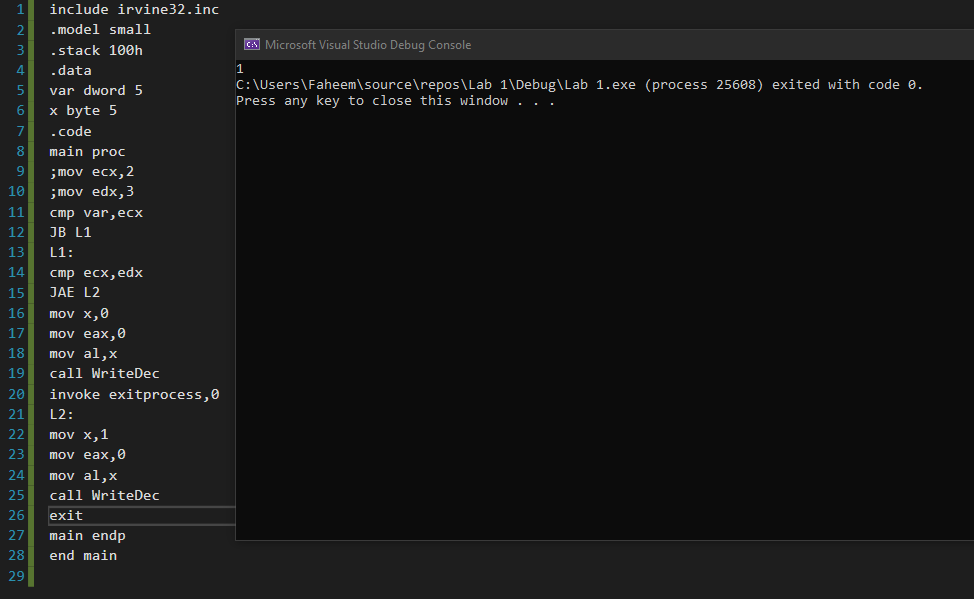 1 include irvine32.inc
2 .model small
3 .stack 100h
4 .data
5 var dword 5
6 x byte 5
7 .code
8 main proc
9 ;mov ecx,2
10 ;mov edx,3
11 cmp var,ecx
12 JB L1
13 L1:
14 cmp ecx,edx
15 JAE L2
16 mov x,0
17 mov eax,0
18 mov al,x
19 call WriteDec
20 invoke exitprocess,0
21 L2:
22 mov x,1
23 mov eax,0
24 mov al,x
25 call WriteDec
26 exit
27 main endp
28 end main
29
C:\ Microsoft Visual Studio Debug Console
1
C:\Users\Faheem\source\repos\Lab 1\Debug\Lab 1.exe (process 25608) exited with code 0.
Press any key to close this window . . .